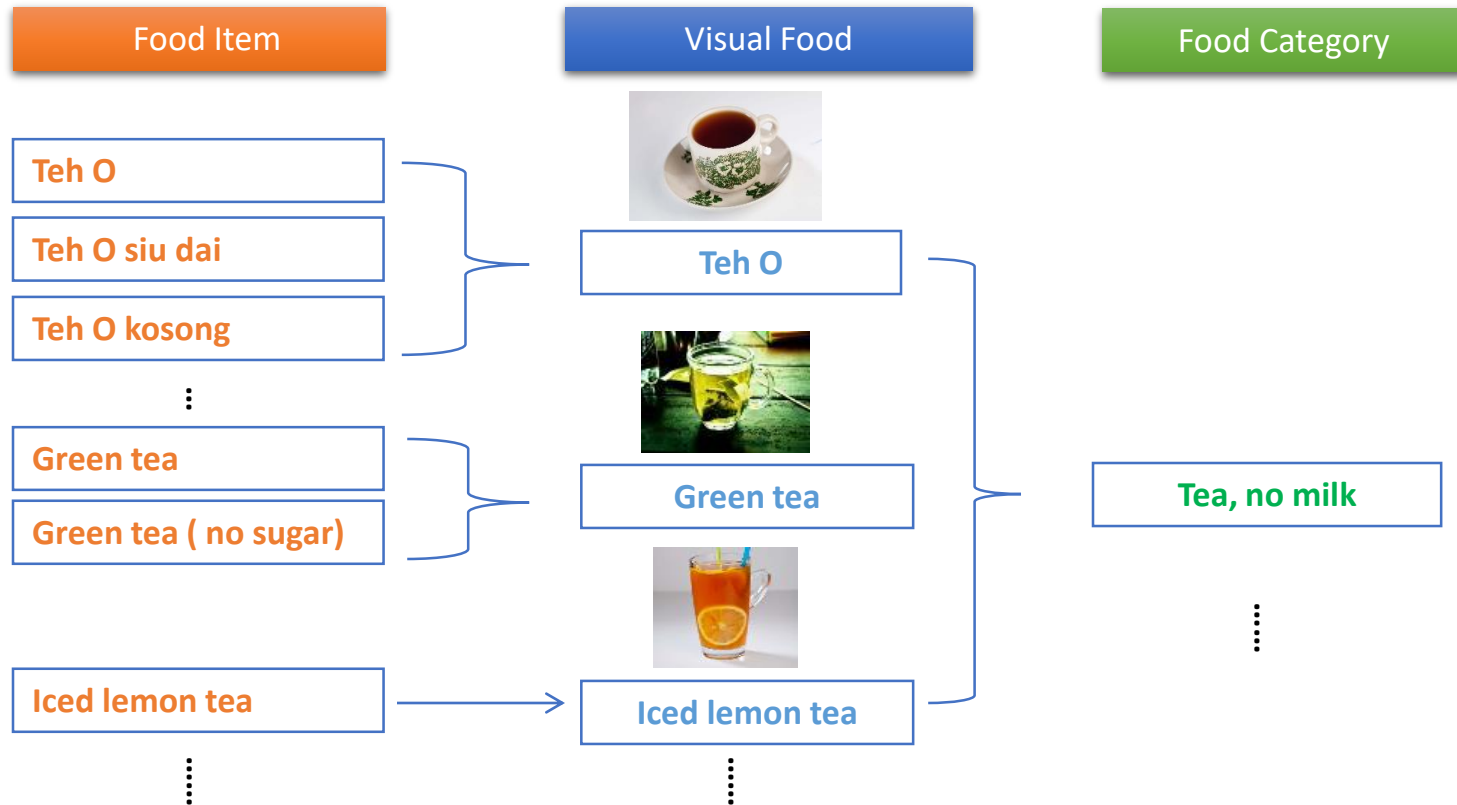 Food Item
Visual Food
Food Category
Teh O
Teh O siu dai
Teh O kosong
Green tea
Green tea ( no sugar)
Iced lemon tea
Teh O
Green tea
Iced lemon tea
Tea, no milk